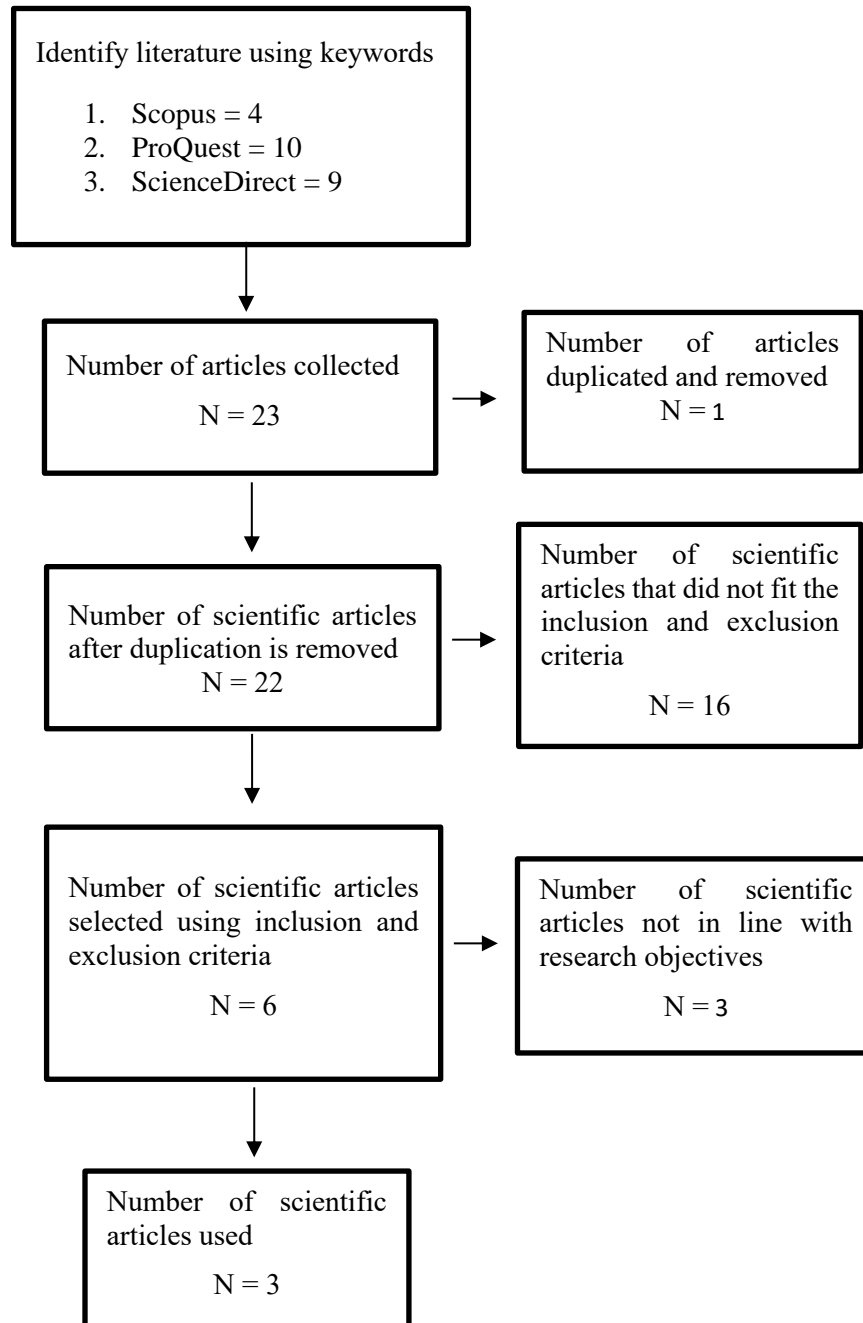 Identify literature using keywords
1. Scopus = 4
2. ProQuest = 10
3. ScienceDirect = 9
Number of articles collected
N = 23
Number of articles
duplicated and removed
N = 1
Number of scientific articles
after duplication is removed
N = 22
Number of scientific
articles that did not fit the
inclusion and exclusion
criteria
N = 16
Number of scientific articles
selected using inclusion and
exclusion criteria
N = 6
Number of scientific
articles not in line with
research objectives
N = 3
Number of scientific
articles used
N = 3